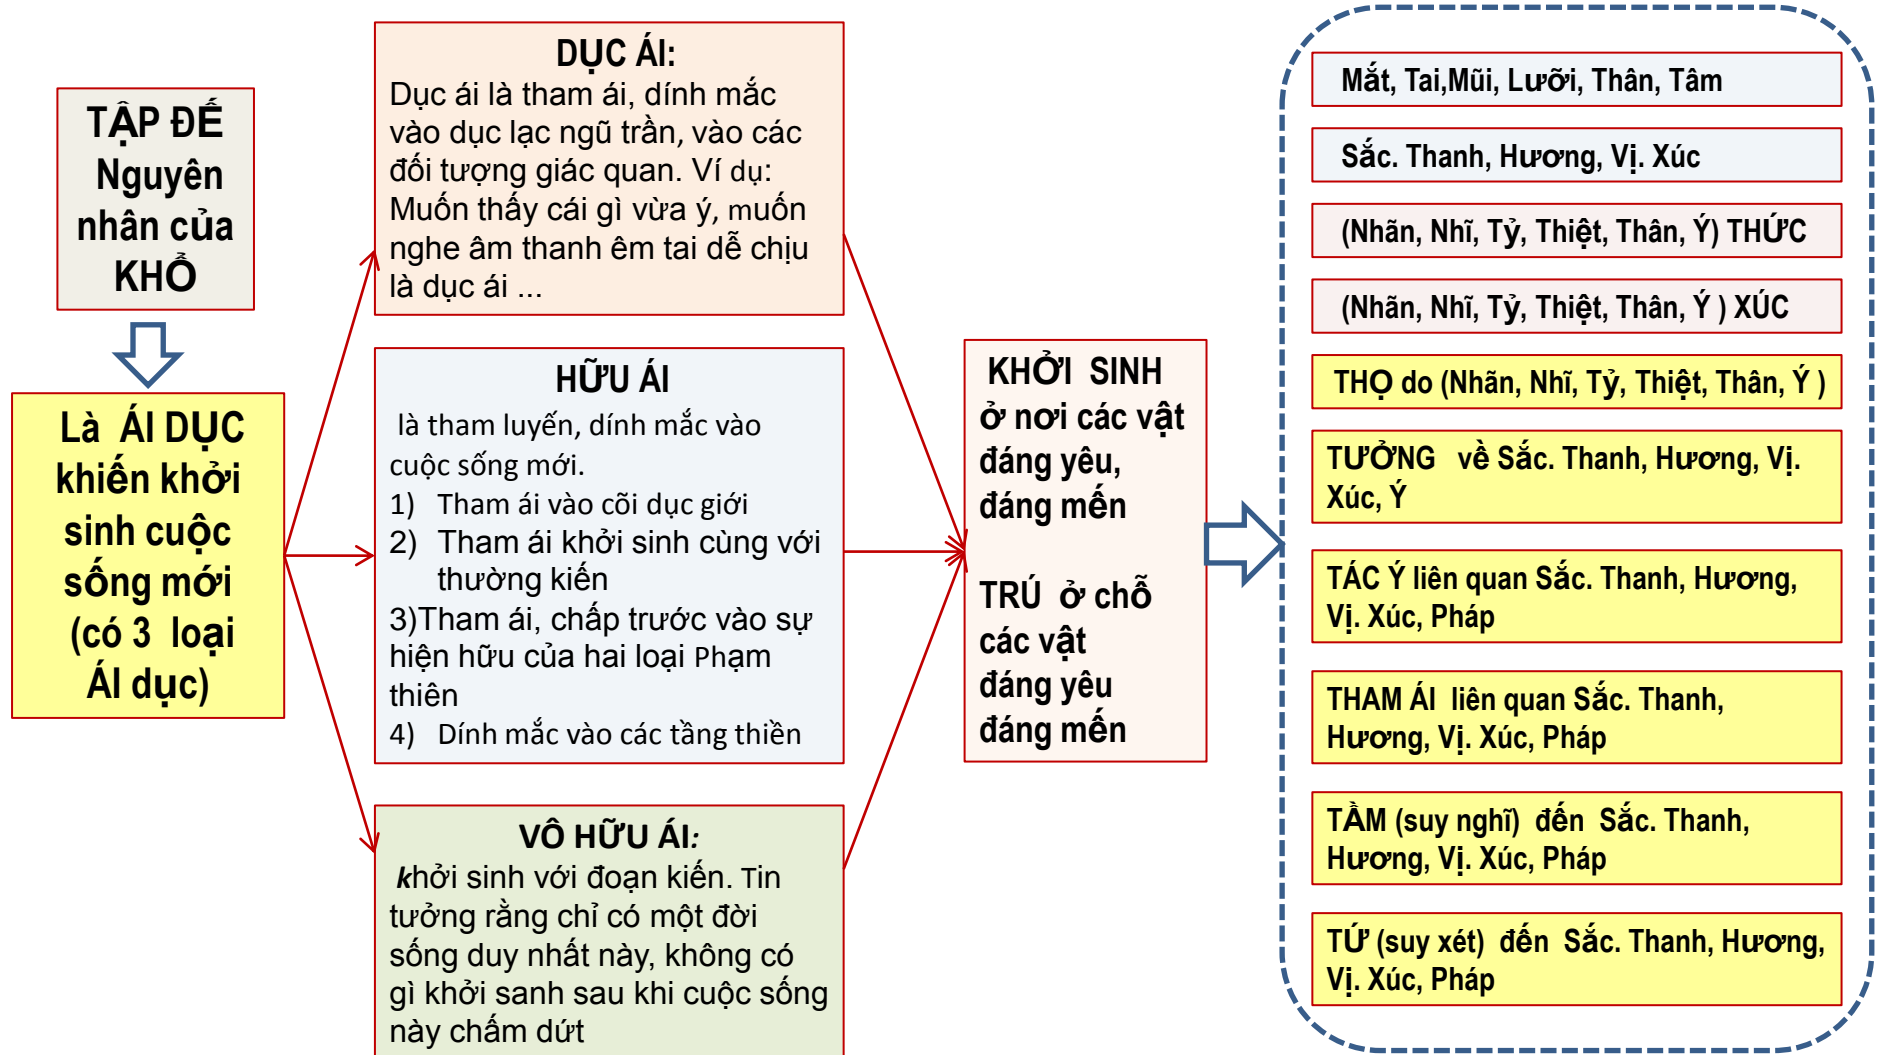 TẬP ĐẾ
Nguyên
nhân của
KHỔ
Là ÁI DỤC
khiến khởi
sinh cuộc
sống mới
(có 3 loại
ÁI dục)
DỤC ÁI:
Dục ái là tham ái, dính mắc
vào dục lạc ngũ trần, vào các
đối tượng giác quan. Ví dụ:
Muốn thấy cái gì vừa ý, muốn
nghe âm thanh êm tai dễ chịu
là dục ái ...
HỮU ÁI
là tham luyến, dính mắc vào
cuộc sống mới.
1) Tham ái vào cõi dục giới
2) Tham ái khởi sinh cùng với
thường kiến
3)Tham ái, chấp trước vào sự
hiện hữu của hai loại Phạm
thiên
4) Dính mắc vào các tầng thiền
VÔ HỮU ÁI:
khởi sinh với đoạn kiến. Tin
tưởng rằng chỉ có một đời
sống duy nhất này, không có
gì khởi sanh sau khi cuộc sống
này chấm dứt
KHỞI SINH
ở nơi các vật
đáng yêu,
đáng mến
TRÚ ở chỗ
các vật
đáng yêu
đáng mến
Mắt, Tai,Mũi, Lưỡi, Thân, Tâm
Sắc. Thanh, Hương, Vị. Xúc
(Nhãn, Nhĩ, Tỷ, Thiệt, Thân, Ý) THỨC
(Nhãn, Nhĩ, Tỷ, Thiệt, Thân, Ý ) XÚC
THỌ do (Nhãn, Nhĩ, Tỷ, Thiệt, Thân, Ý )
TƯỞNG về Sắc. Thanh, Hương, Vị.
Xúc, Ý
TÁC Ý liên quan Sắc. Thanh, Hương,
Vị. Xúc, Pháp
THAM ÁI liên quan Sắc. Thanh,
Hương, Vị. Xúc, Pháp
TẦM (suy nghĩ) đến Sắc. Thanh,
Hương, Vị. Xúc, Pháp
TỨ (suy xét) đến Sắc. Thanh, Hương,
Vị. Xúc, Pháp